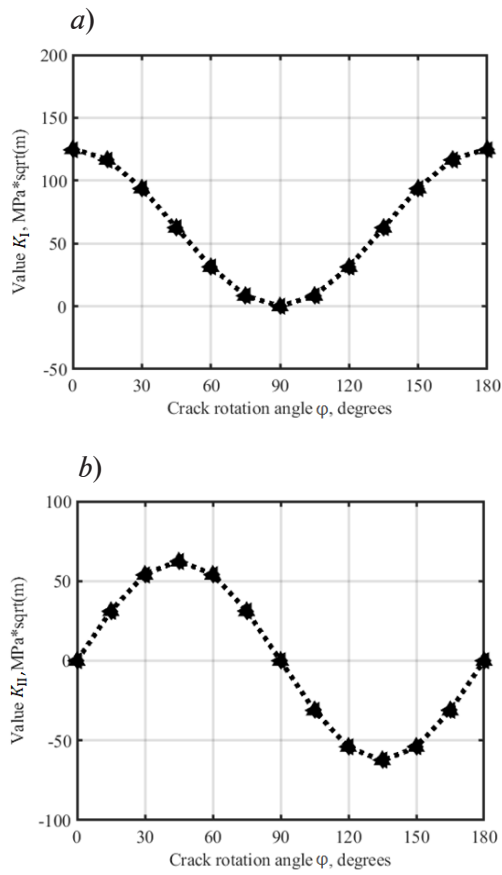 a)
200
150
100
50
0
-50
Value K_I, MPa*sqrt(m)
0 30 60 90 120 150 180
Crack rotation angle φ, degrees
b)
100
50
0
-50
-100
Value K_II, MPa*sqrt(m)
0 30 60 90 120 150 180
Crack rotation angle φ, degrees